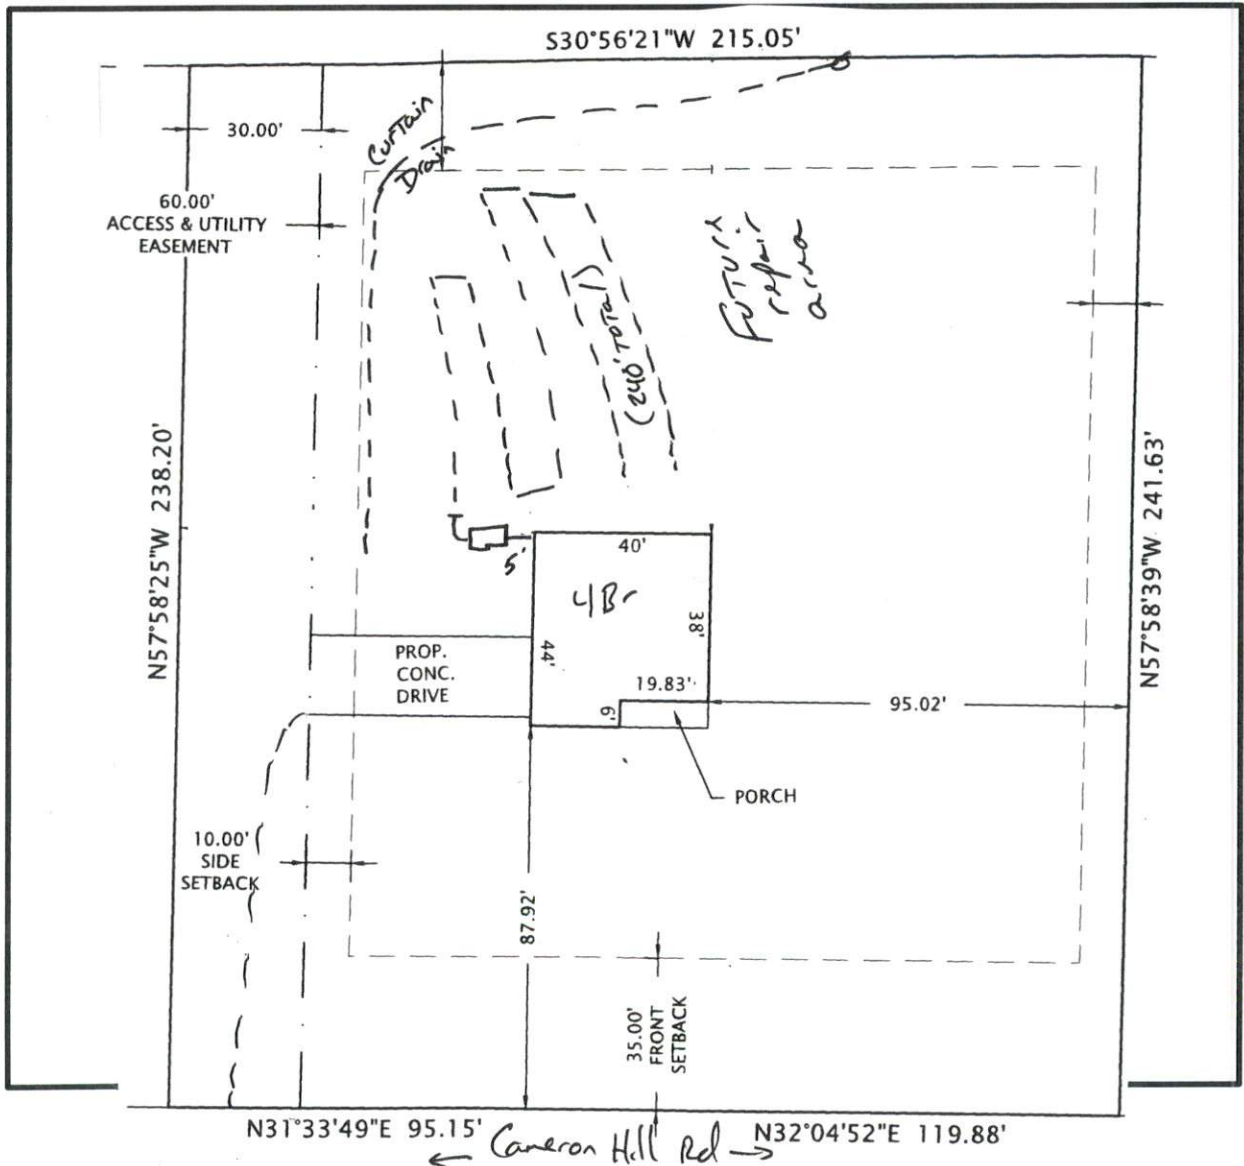 S30°56'21"W 215.05'
30.00'
Curtain
Drain
60.00'
ACCESS & UTILITY
EASEMENT
Future
repair
area
(240' Total)
N57°58'25"W 238.20'
N57°58'39"W 241.63'
5'
40'
4 Br
38'
44'
PROP.
CONC.
DRIVE
19.83'
6'
95.02'
PORCH
10.00'
SIDE
SETBACK
87.92'
35.00'
FRONT
SETBACK
N31°33'49"E 95.15'
N32°04'52"E 119.88'
← Cameron Hill Rd →